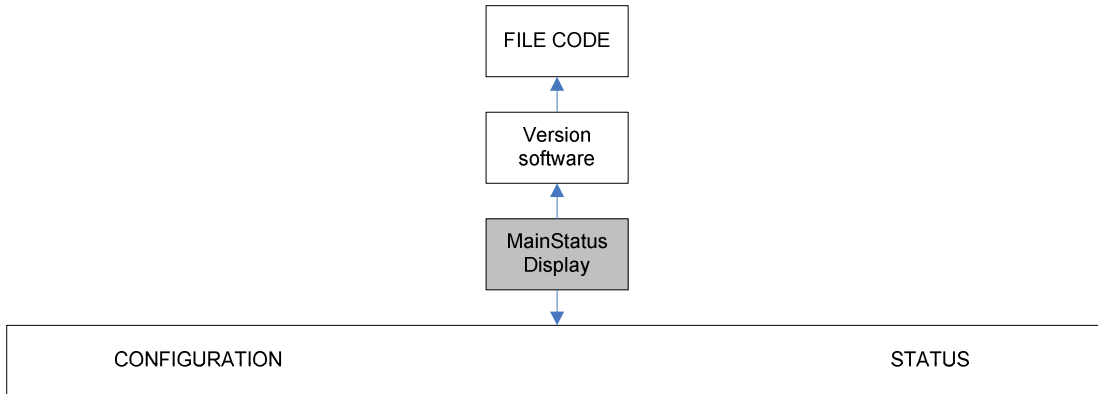 FILE CODE
Version
software
MainStatus
Display
CONFIGURATION
STATUS